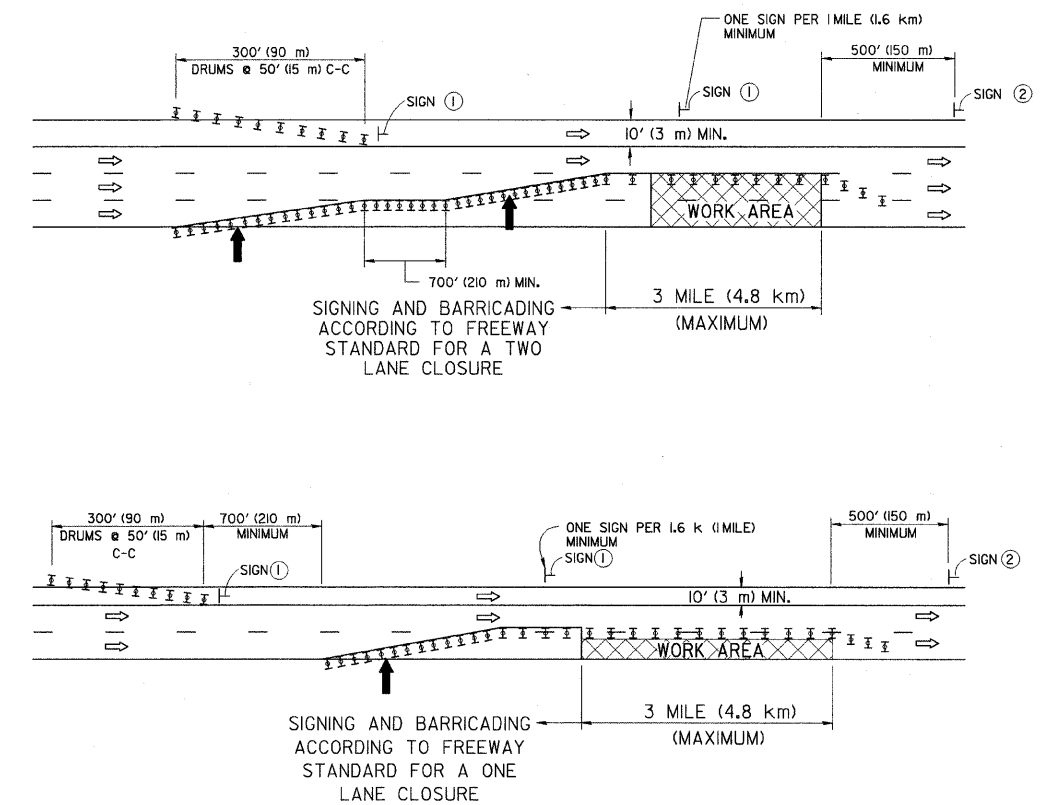 ONE SIGN PER 1 MILE (1.6 km)
MINIMUM
300' (90 m)
DRUMS @ 50' (15 m) C-C
500' (150 m)
MINIMUM
SIGN 1
SIGN 1
SIGN 2
10' (3 m) MIN.
WORK AREA
700' (210 m) MIN.
3 MILE (4.8 km)
(MAXIMUM)
SIGNING AND BARRICADING
ACCORDING TO FREEWAY
STANDARD FOR A TWO
LANE CLOSURE
300' (90 m)
DRUMS @ 50' (15 m)
C-C
700' (210 m)
MINIMUM
ONE SIGN PER 1.6 k (1 MILE)
MINIMUM
SIGN 1
500' (150 m)
MINIMUM
SIGN 1
SIGN 2
10' (3 m) MIN.
WORK AREA
3 MILE (4.8 km)
(MAXIMUM)
SIGNING AND BARRICADING
ACCORDING TO FREEWAY
STANDARD FOR A ONE
LANE CLOSURE